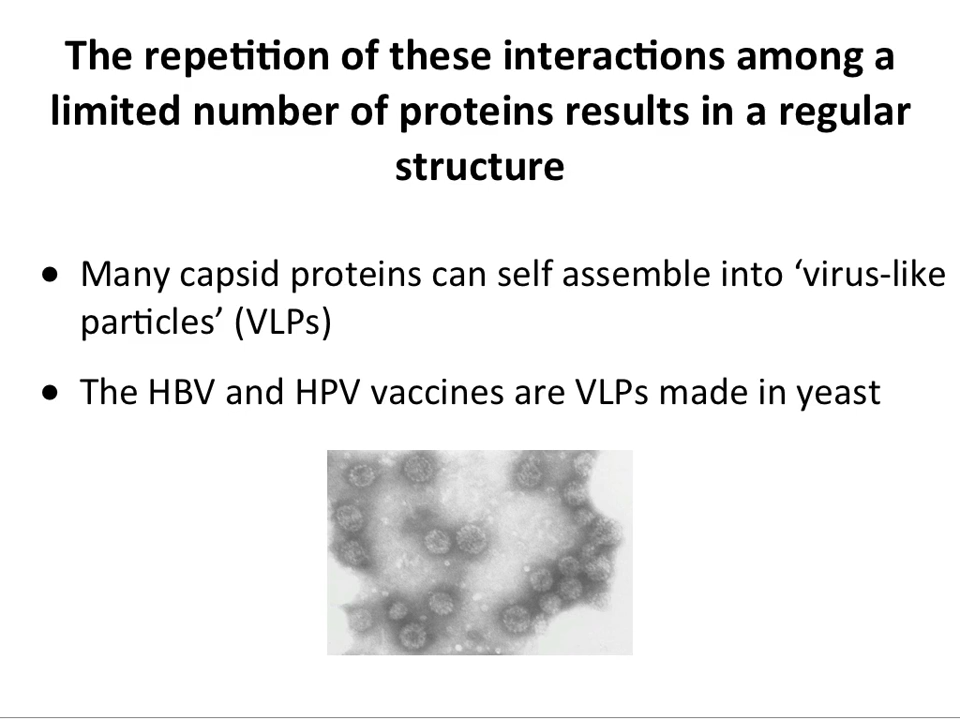 The repetition of these interactions among a
limited number of proteins results in a regular
structure
• Many capsid proteins can self assemble into ‘virus-like
particles’ (VLPs)
• The HBV and HPV vaccines are VLPs made in yeast